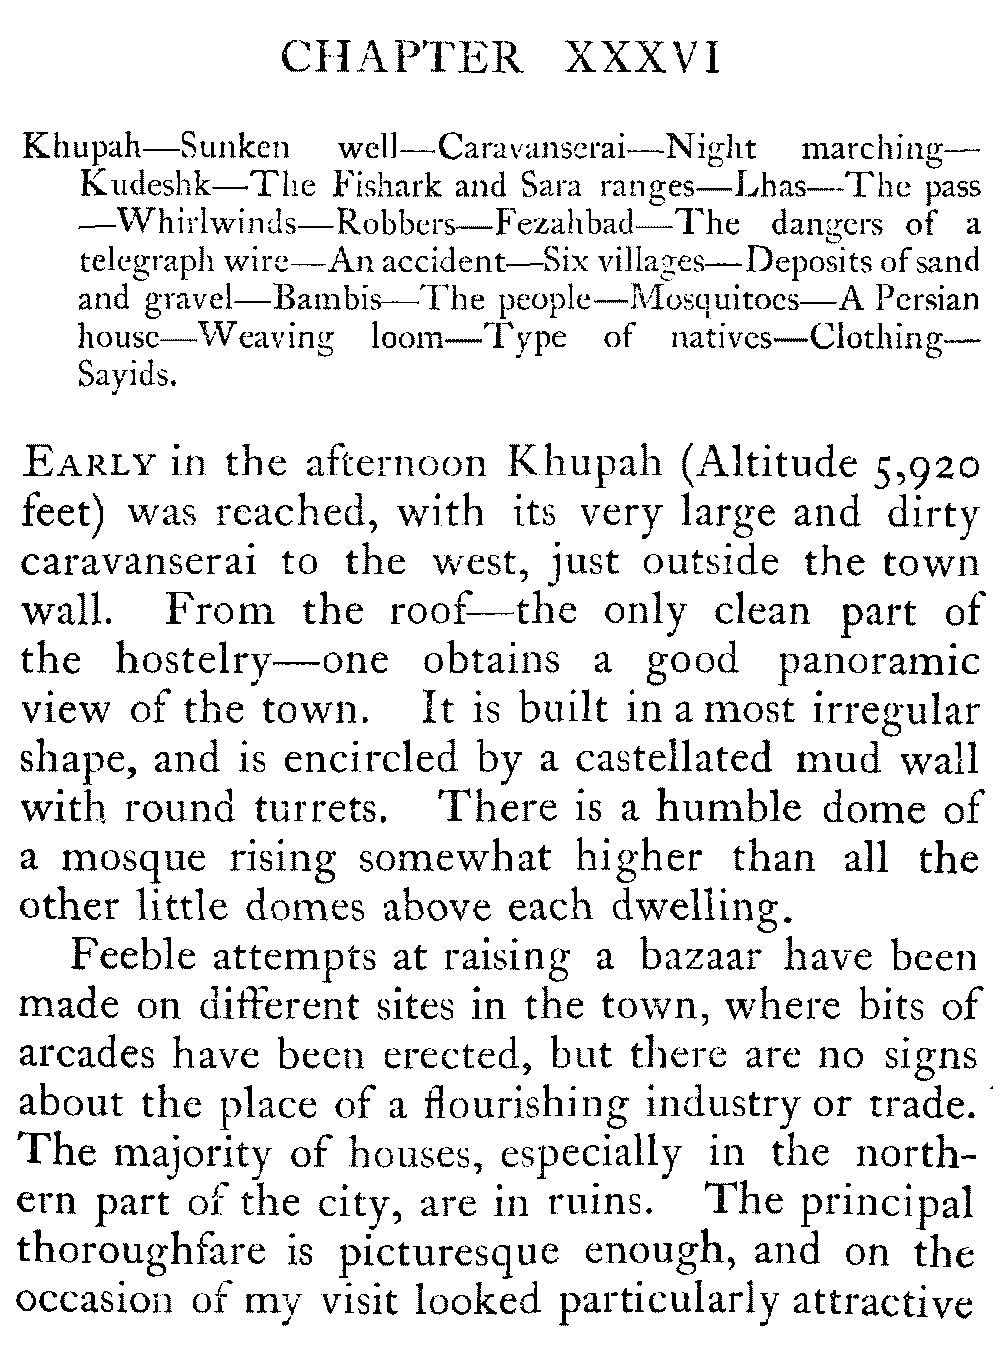 CHAPTER XXXVI
Khupah—Sunken well—Caravanserai—Night marching—
Kudeshk—The Fishark and Sara ranges—Lhas—The pass
—Whirlwinds—Robbers—Fezahbad—The dangers of a
telegraph wire—An accident—Six villages—Deposits of sand
and gravel—Bambis—The people—Mosquitoes—A Persian
house—Weaving loom—Type of natives—Clothing—
Sayids.
EARLY in the afternoon Khupah (Altitude 5,920
feet) was reached, with its very large and dirty
caravanserai to the west, just outside the town
wall. From the roof—the only clean part of
the hostelry—one obtains a good panoramic
view of the town. It is built in a most irregular
shape, and is encircled by a castellated mud wall
with round turrets. There is a humble dome of
a mosque rising somewhat higher than all the
other little domes above each dwelling.
Feeble attempts at raising a bazaar have been
made on different sites in the town, where bits of
arcades have been erected, but there are no signs
about the place of a flourishing industry or trade.
The majority of houses, especially in the north-
ern part of the city, are in ruins. The principal
thoroughfare is picturesque enough, and on the
occasion of my visit looked particularly attractive